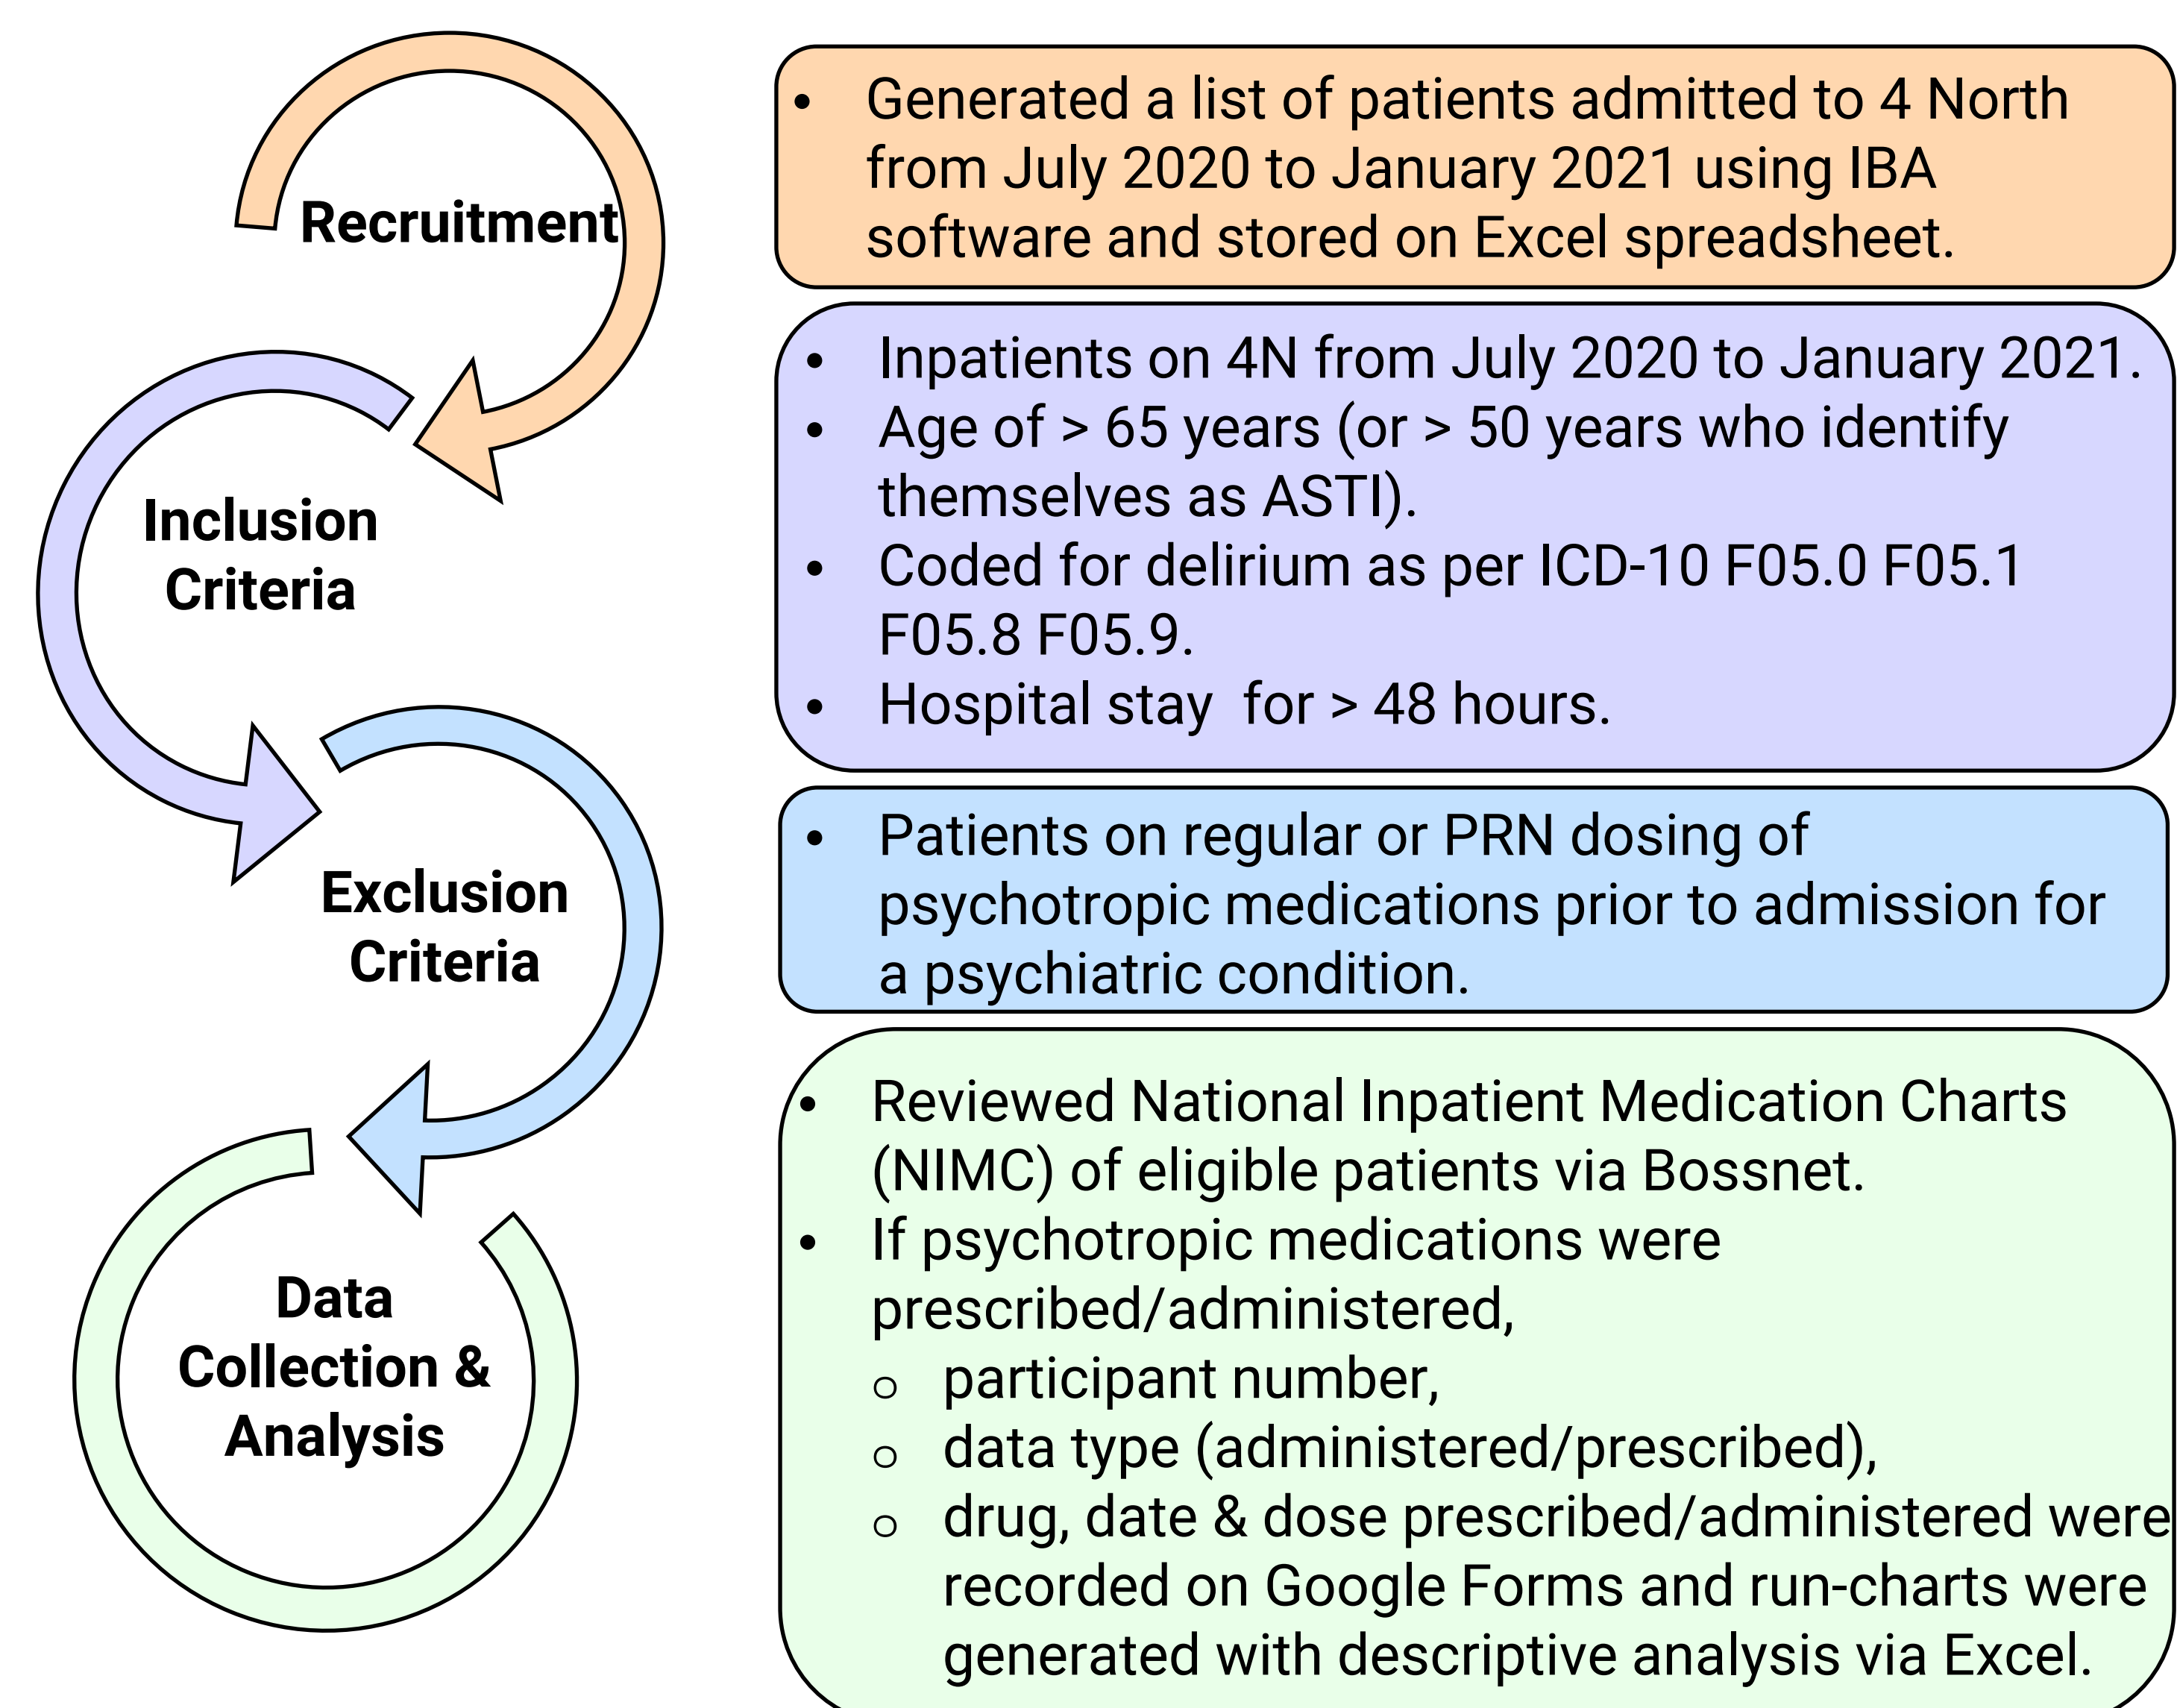 Recruitment
• Generated a list of patients admitted to 4 North
from July 2020 to January 2021 using IBA
software and stored on Excel spreadsheet.
Inclusion
Criteria
• Inpatients on 4N from July 2020 to January 2021.
• Age of > 65 years (or > 50 years who identify
themselves as ASTI).
• Coded for delirium as per ICD-10 F05.0 F05.1
F05.8 F05.9.
• Hospital stay  for > 48 hours.
Exclusion
Criteria
• Patients on regular or PRN dosing of
psychotropic medications prior to admission for
a psychiatric condition.
Data
Collection &
Analysis
• Reviewed National Inpatient Medication Charts
(NIMC) of eligible patients via Bossnet.
• If psychotropic medications were
prescribed/administered,
○ participant number,
○ data type (administered/prescribed),
○ drug, date & dose prescribed/administered were
recorded on Google Forms and run-charts were
generated with descriptive analysis via Excel.